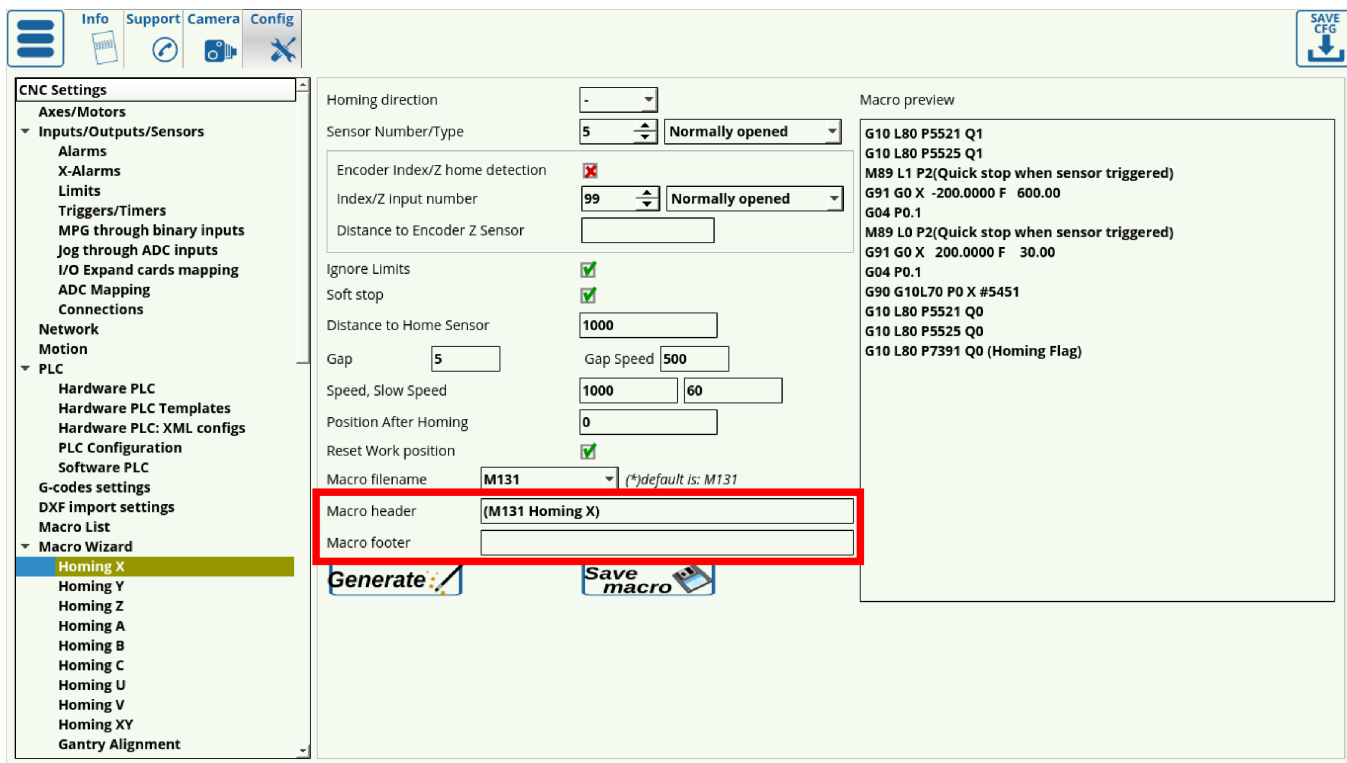 Info Support Camera Config
SAVE
CFG
CNC Settings
Axes/Motors
Inputs/Outputs/Sensors
Alarms
X-Alarms
Limits
Triggers/Timers
MPG through binary inputs
Jog through ADC inputs
I/O Expand cards mapping
ADC Mapping
Connections
Network
Motion
PLC
Hardware PLC
Hardware PLC Templates
Hardware PLC: XML configs
PLC Configuration
Software PLC
G-codes settings
DXF import settings
Macro List
Macro Wizard
Homing X
Homing Y
Homing Z
Homing A
Homing B
Homing C
Homing U
Homing V
Homing XY
Gantry Alignment
Homing direction -
Sensor Number/Type 5 Normally opened
Encoder Index/Z home detection
Index/Z input number 99 Normally opened
Distance to Encoder Z Sensor
Ignore Limits
Soft stop
Distance to Home Sensor 1000
Gap 5 Gap Speed 500
Speed, Slow Speed 1000 60
Position After Homing 0
Reset Work position
Macro filename M131 (*)default is: M131
Macro header (M131 Homing X)
Macro footer
Generate Save
macro
Macro preview
G10 L80 P5521 Q1
G10 L80 P5525 Q1
M89 L1 P2(Quick stop when sensor triggered)
G91 G0 X -200.0000 F 600.00
G04 P0.1
M89 L0 P2(Quick stop when sensor triggered)
G91 G0 X 200.0000 F 30.00
G04 P0.1
G90 G10L70 P0 X #5451
G10 L80 P5521 Q0
G10 L80 P5525 Q0
G10 L80 P7391 Q0 (Homing Flag)